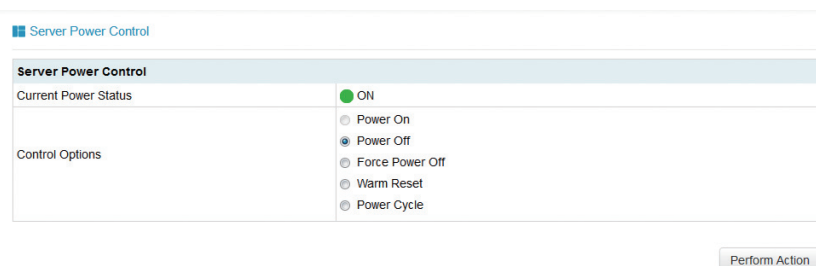 Server Power Control
Server Power Control
Current Power Status
ON
Control Options
Power On
Power Off
Force Power Off
Warm Reset
Power Cycle
Perform Action